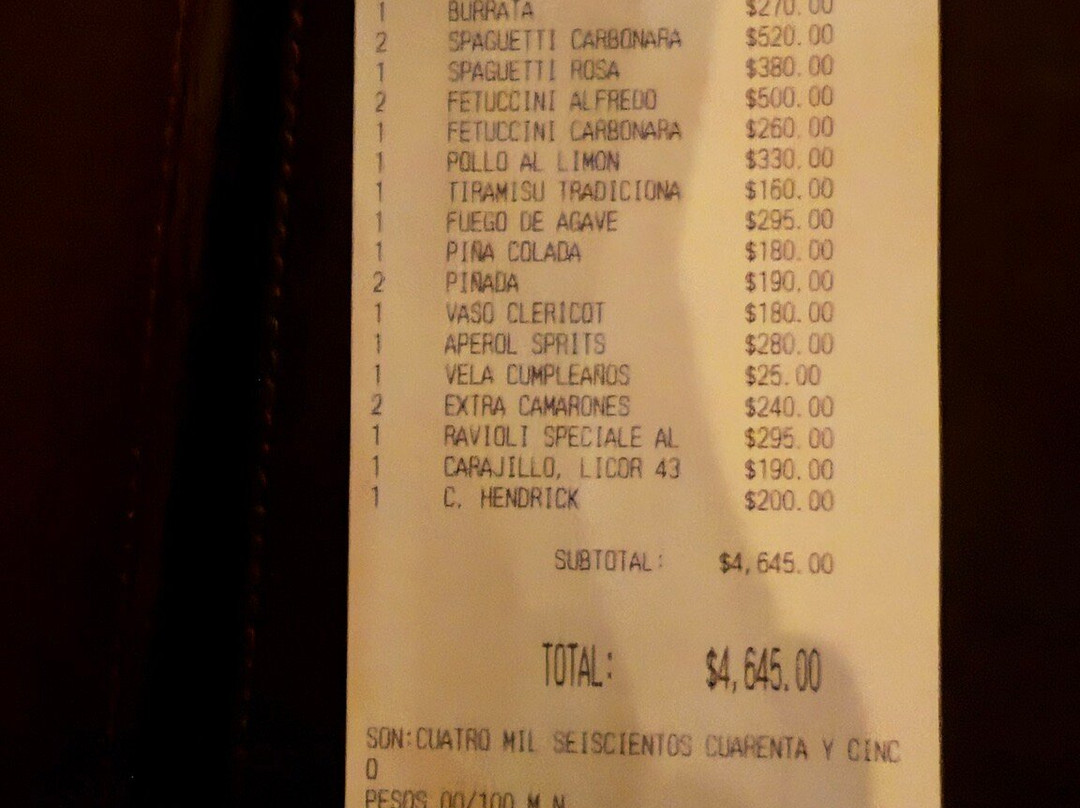 1 BURRATA $270.00
2 SPAGUETTI CARBONARA $520.00
1 SPAGUETTI ROSA $380.00
2 FETUCCINI ALFREDO $500.00
1 FETUCCINI CARBONARA $260.00
1 POLLO AL LIMON $330.00
1 TIRAMISU TRADICIONA $160.00
1 FUEGO DE AGAVE $295.00
1 PIÑA COLADA $180.00
2 PIÑADA $190.00
1 VASO CLERICOT $180.00
1 APEROL SPRITS $280.00
1 VELA CUMPLEAÑOS $25.00
2 EXTRA CAMARONES $240.00
1 RAVIOLI SPECIALE AL $295.00
1 CARAJILLO, LICOR 43 $190.00
1 C. HENDRICK $200.00
SUBTOTAL: $4,645.00
TOTAL: $4,645.00
SON:CUATRO MIL SEISCIENTOS CUARENTA Y CINC
O
PESOS 00/100 M.N.